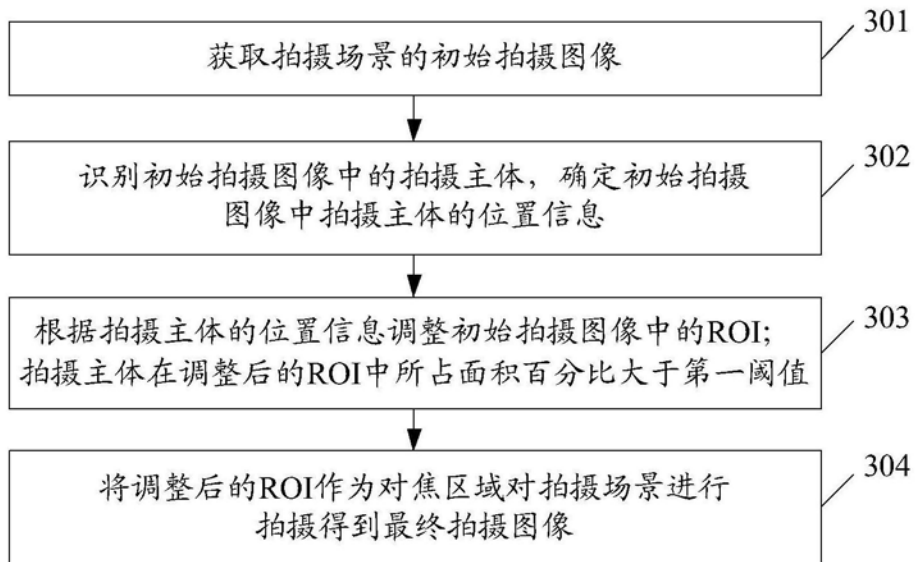 301
获取拍摄场景的初始拍摄图像
302
识别初始拍摄图像中的拍摄主体，确定初始拍摄
图像中拍摄主体的位置信息
303
根据拍摄主体的位置信息调整初始拍摄图像中的ROI；
拍摄主体在调整后的ROI中所占面积百分比大于第一阈值
304
将调整后的ROI作为对焦区域对拍摄场景进行
拍摄得到最终拍摄图像